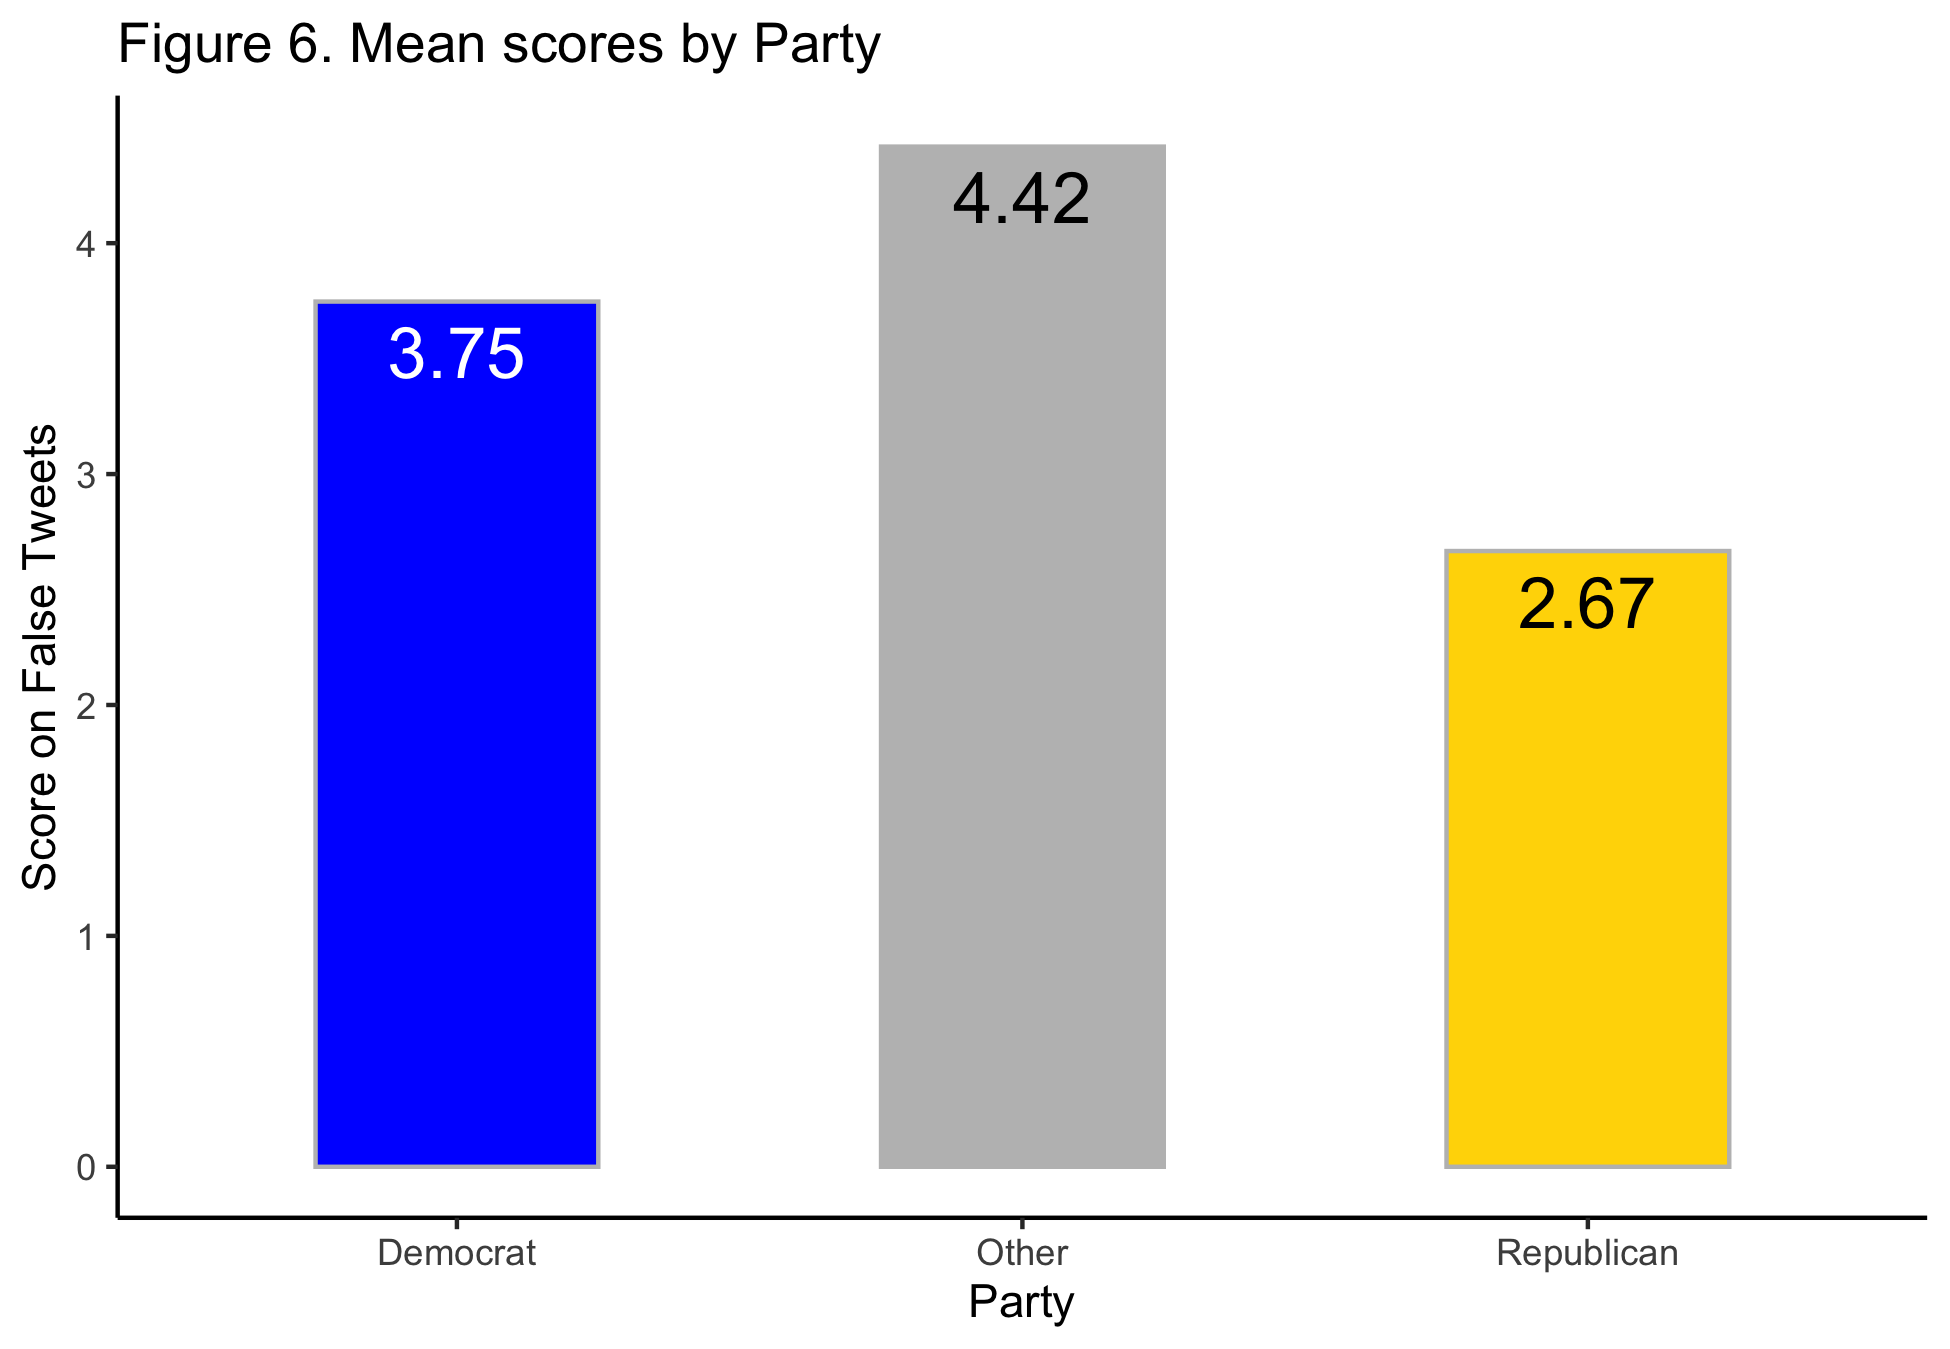 Figure 6. Mean scores by Party
Score on False Tweets
4
3
2
1
0
3.75
4.42
2.67
Democrat
Other
Republican
Party